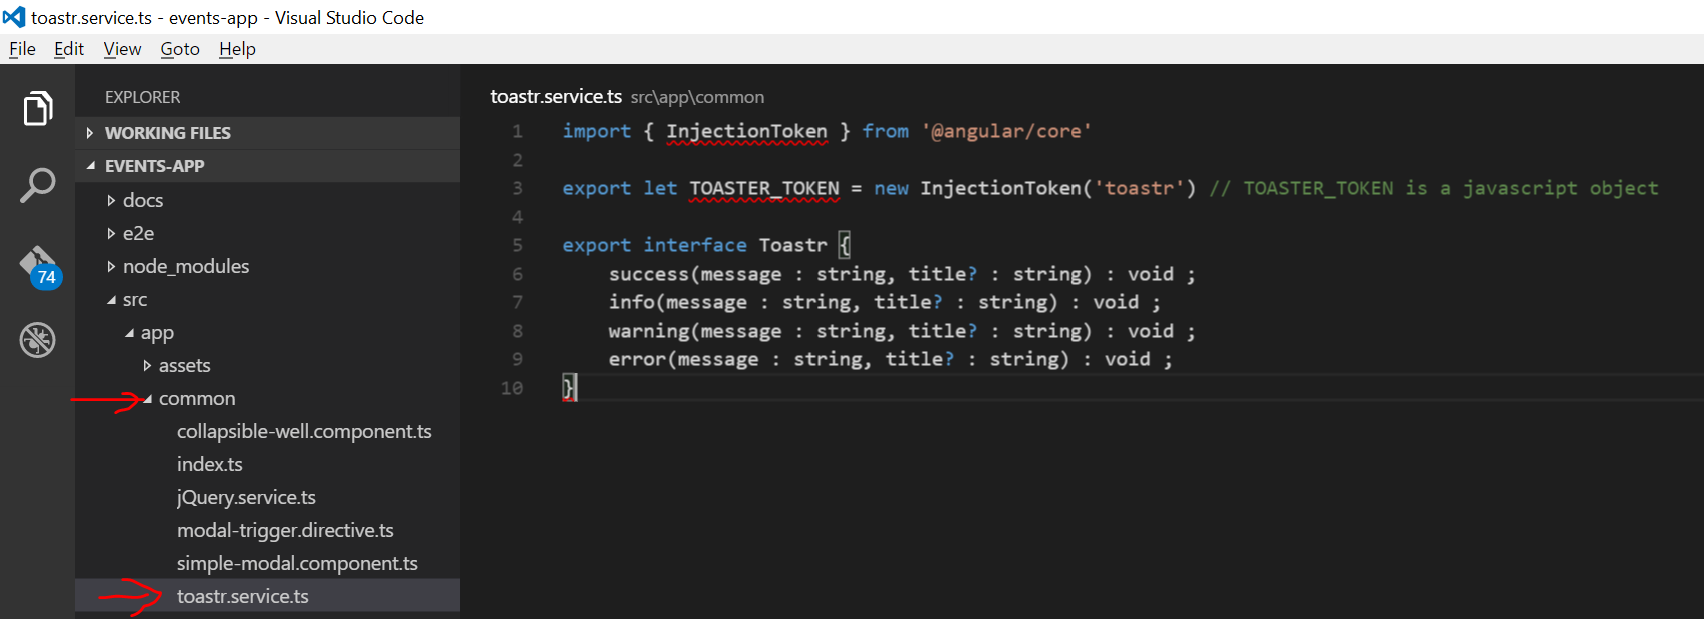 toastr.service.ts - events-app - Visual Studio Code
File Edit View Goto Help
EXPLORER
WORKING FILES
EVENTS-APP
docs
e2e
node_modules
src
app
assets
common
collapsible-well.component.ts
index.ts
jQuery.service.ts
modal-trigger.directive.ts
simple-modal.component.ts
toastr.service.ts
74
toastr.service.ts src\app\common
1 import { InjectionToken } from '@angular/core'
2
3 export let TOASTER_TOKEN = new InjectionToken('toastr') // TOASTER_TOKEN is a javascript object
4
5 export interface Toastr {
6 success(message : string, title? : string) : void ;
7 info(message : string, title? : string) : void ;
8 warning(message : string, title? : string) : void ;
9 error(message : string, title? : string) : void ;
10 }